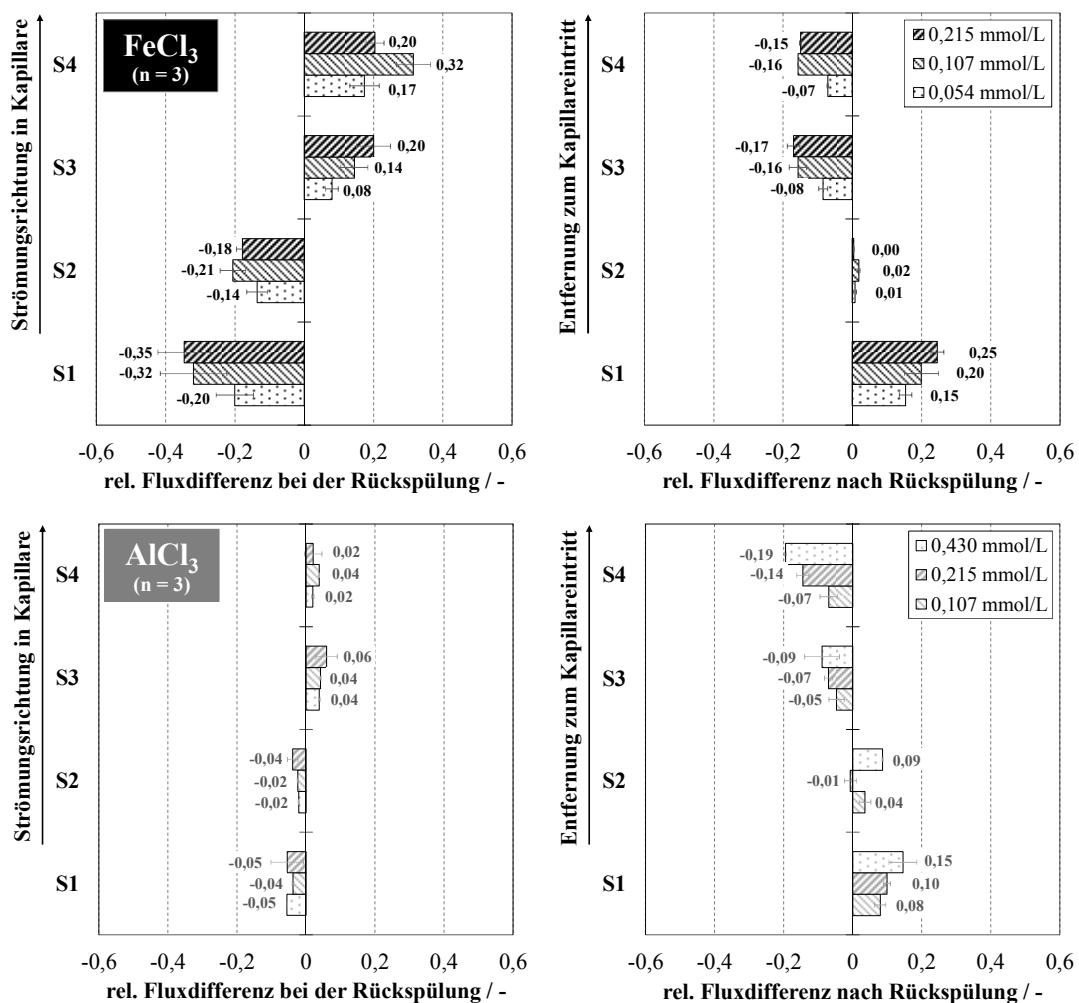 Strömungsrichtung in Kapillare
FeCl3
(n = 3)
S4
0,20
0,32
0,17
S3
0,20
0,14
0,08
S2
-0,18
-0,21
-0,14
S1
-0,35
-0,32
-0,20
-0,6 -0,4 -0,2 0 0,2 0,4 0,6
rel. Fluxdifferenz bei der Rückspülung / -
Entfernung zum Kapillareintritt
0,215 mmol/L
0,107 mmol/L
0,054 mmol/L
S4
-0,15
-0,16
-0,07
S3
-0,17
-0,16
-0,08
S2
0,00
0,02
0,01
S1
0,25
0,20
0,15
-0,6 -0,4 -0,2 0 0,2 0,4 0,6
rel. Fluxdifferenz nach Rückspülung / -
Strömungsrichtung in Kapillare
AlCl3
(n = 3)
S4
0,02
0,04
0,02
S3
0,06
0,04
0,04
S2
-0,04
-0,02
-0,02
S1
-0,05
-0,04
-0,05
-0,6 -0,4 -0,2 0 0,2 0,4 0,6
rel. Fluxdifferenz bei der Rückspülung / -
Entfernung zum Kapillareintritt
0,430 mmol/L
0,215 mmol/L
0,107 mmol/L
S4
-0,19
-0,14
-0,07
S3
-0,09
-0,07
-0,05
S2
0,09
-0,01
0,04
S1
0,15
0,10
0,08
-0,6 -0,4 -0,2 0 0,2 0,4 0,6
rel. Fluxdifferenz nach Rückspülung / -